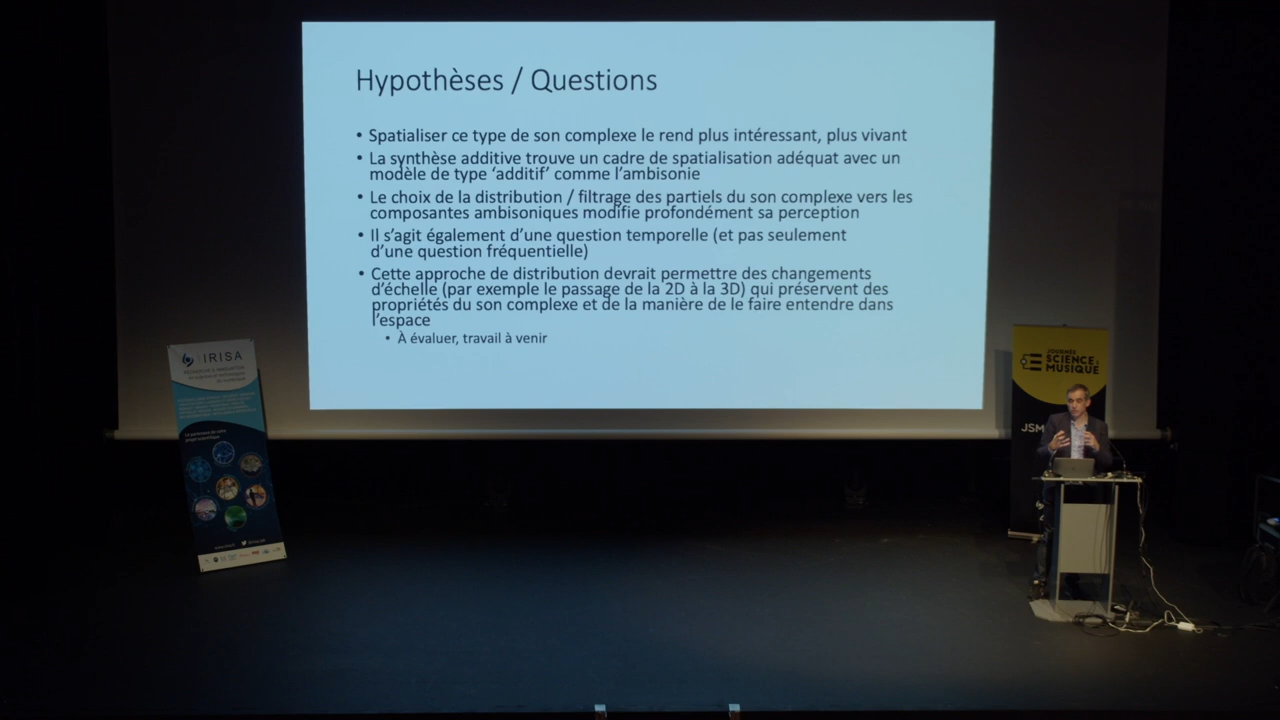 Hypothèses / Questions
• Spatialiser ce type de son complexe le rend plus intéressant, plus vivant
• La synthèse additive trouve un cadre de spatialisation adéquat avec un
modèle de type ‘additif’ comme l’ambisonie
• Le choix de la distribution / filtrage des partiels du son complexe vers les
composantes ambisoniques modifie profondément sa perception
• Il s’agit également d’une question temporelle (et pas seulement
d’une question fréquentielle)
• Cette approche de distribution devrait permettre des changements
d’échelle (par exemple le passage de la 2D à la 3D) qui préservent des
propriétés du son complexe et de la manière de le faire entendre dans
l’espace
• À évaluer, travail à venir
IRISA
JOURNÉE
SCIENCE
MUSIQUE
JSM